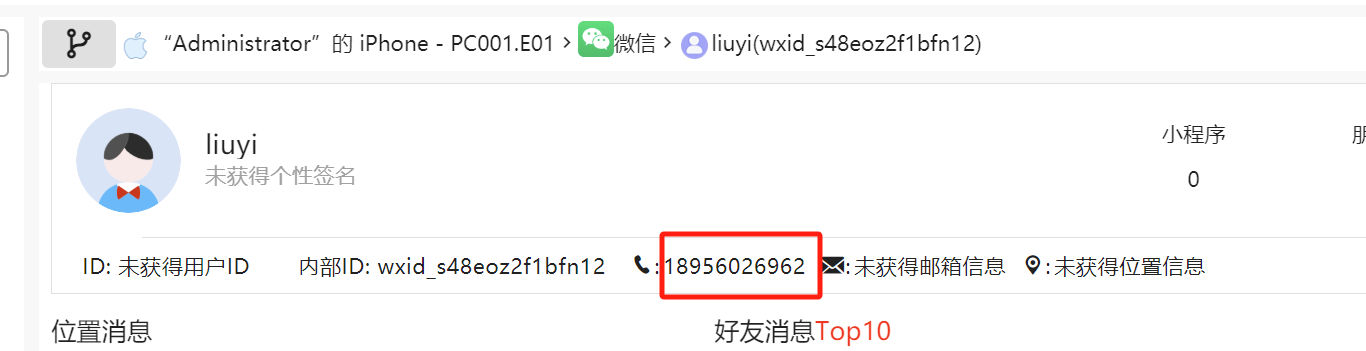 “Administrator”的 iPhone - PC001.E01 > 微信 > liuyi(wxid_s48eoz2f1bfn12)
liuyi
未获得个性签名
小程序
0
ID: 未获得用户ID 内部ID: wxid_s48eoz2f1bfn12 :18956026962 :未获得邮箱信息 :未获得位置信息
位置消息 好友消息Top10